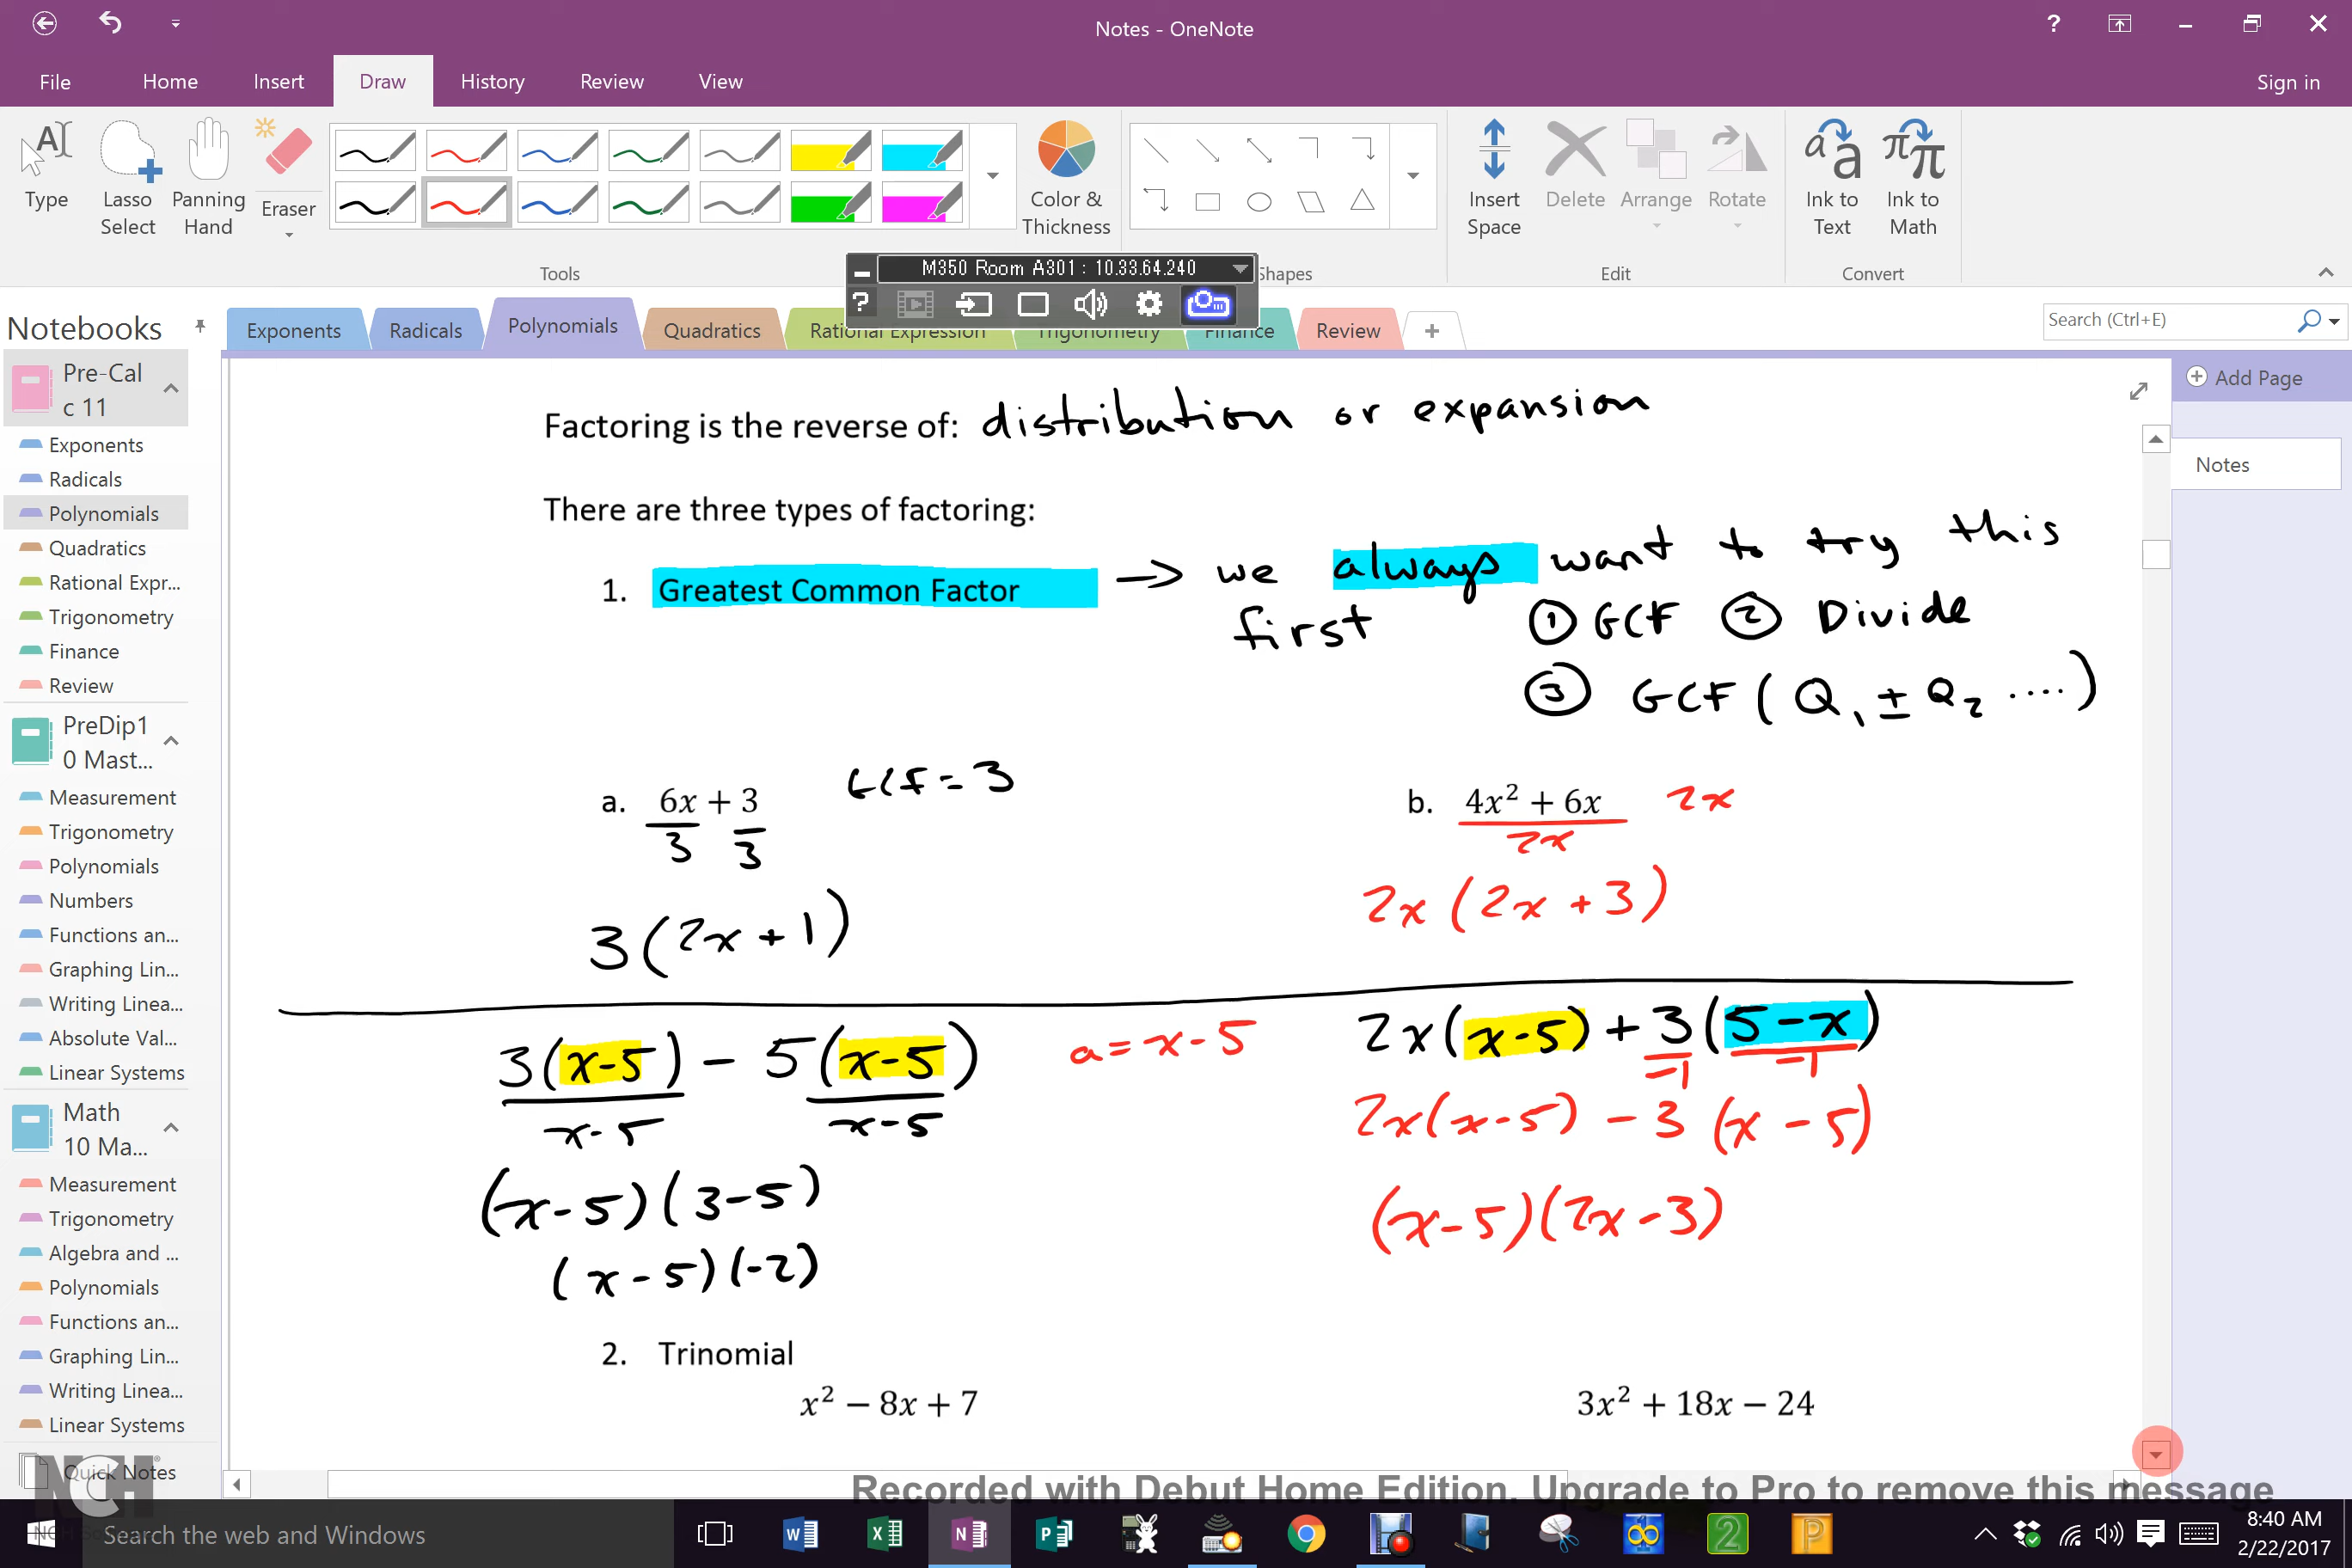 Notes - OneNote
File Home Insert Draw History Review View Sign in
Type Lasso Select Panning Hand Eraser Color & Thickness Insert Space Delete Arrange Rotate Ink to Text Ink to Math
Tools Shapes Edit Convert
M350 Room A301 : 10.33.64.240
Notebooks
Exponents Radicals Polynomials Quadratics Rational Expression Trigonometry Finance Review +
Search (Ctrl+E)
Add Page
Notes
Pre-Cal
c 11
Exponents
Radicals
Polynomials
Quadratics
Rational Expr...
Trigonometry
Finance
Review
PreDip1
0 Mast...
Measurement
Trigonometry
Polynomials
Numbers
Functions an...
Graphing Lin...
Writing Linea...
Absolute Val...
Linear Systems
Math
10 Ma...
Measurement
Trigonometry
Algebra and ...
Polynomials
Functions an...
Graphing Lin...
Writing Linea...
Linear Systems
Quick Notes
Factoring is the reverse of: distribution or expansion
There are three types of factoring:
1. Greatest Common Factor → we always want to try this
first ① GCF ② Divide
③ GCF ( Q₁ ± Q₂ ....)
a. 6x + 3 GCF = 3
3 3
3(2x + 1)
b. 4x² + 6x 2x
2x
2x (2x + 3)
3(x-5) - 5(x-5) a = x - 5
x-5 x-5
(x-5)(3-5)
(x-5)(-2)
2x(x-5) + 3(5-x)
-1 -1
2x(x-5) - 3 (x - 5)
(x-5)(2x-3)
2. Trinomial
x² − 8x + 7 3x² + 18x − 24
NCH
Recorded with Debut Home Edition. Upgrade to Pro to remove this message
Search the web and Windows
8:40 AM
2/22/2017